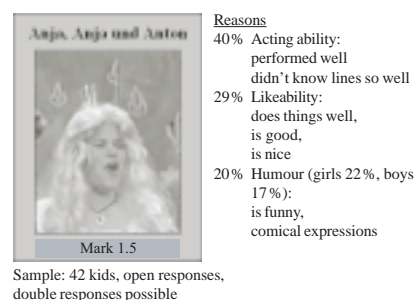 Anja, Anja und Anton
Mark 1.5
Reasons
40% Acting ability:
performed well
didn't know lines so well
29% Likeability:
does things well,
is good,
is nice
20% Humour (girls 22%, boys
17%):
is funny,
comical expressions
Sample: 42 kids, open responses,
double responses possible